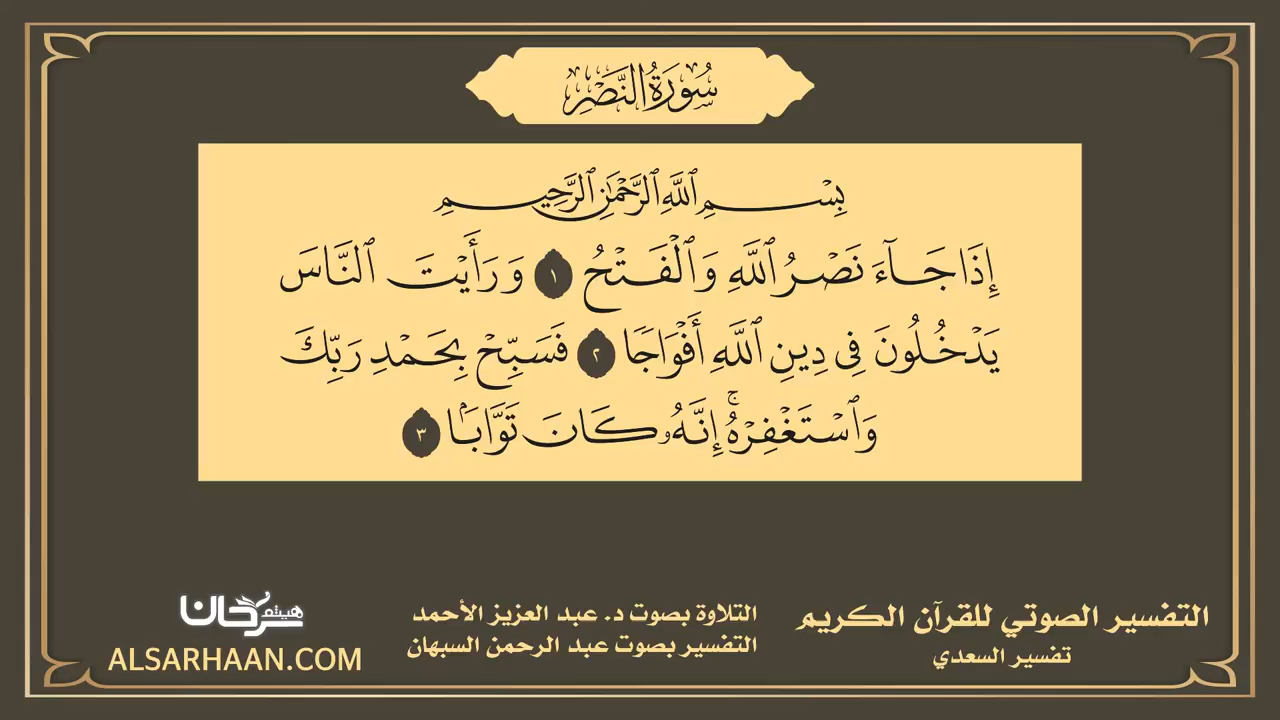 سُورَةُ النَّصْرِ
بِسْمِ ٱللَّهِ ٱلرَّحْمَٰنِ ٱلرَّحِيمِ
إِذَا جَآءَ نَصْرُ ٱللَّهِ وَٱلْفَتْحُ ١ وَرَأَيْتَ ٱلنَّاسَ
يَدْخُلُونَ فِى دِينِ ٱللَّهِ أَفْوَاجًا ٢ فَسَبِّحْ بِحَمْدِ رَبِّكَ
وَٱسْتَغْفِرْهُ ۚ إِنَّهُۥ كَانَ تَوَّابًۢا ٣
التفسير الصوتي للقرآن الكريم
تفسير السعدي
التلاوة بصوت د. عبد العزيز الأحمد
التفسير بصوت عبد الرحمن السبهان
هيثم سرحان
ALSARHAAN.COM